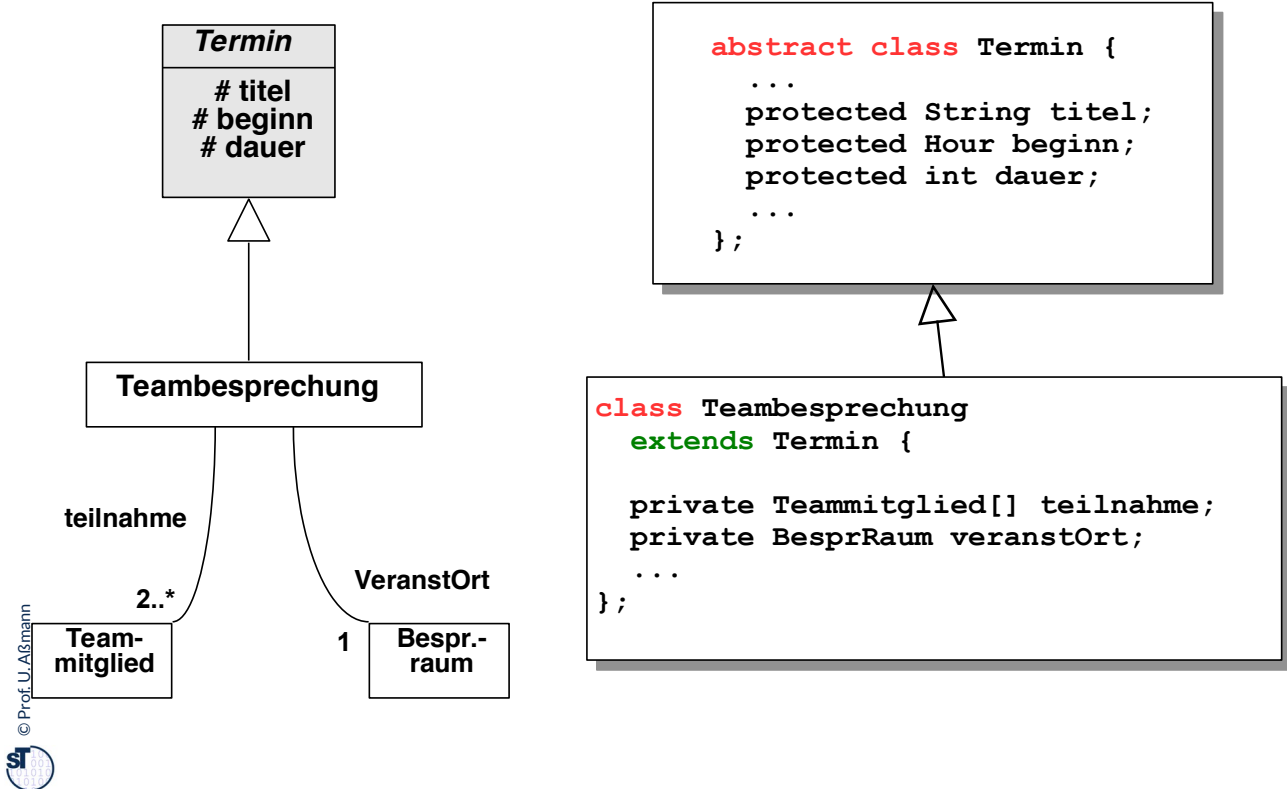 Termin
# titel
# beginn
# dauer
Teambesprechung
teilnahme
2..*
VeranstOrt
1
Team-
mitglied
Bespr.-
raum
abstract class Termin {
...
protected String titel;
protected Hour beginn;
protected int dauer;
...
};
class Teambesprechung
extends Termin {
private Teammitglied[] teilnahme;
private BesprRaum veranstOrt;
...
};
© Prof. U. Aßmann
ST